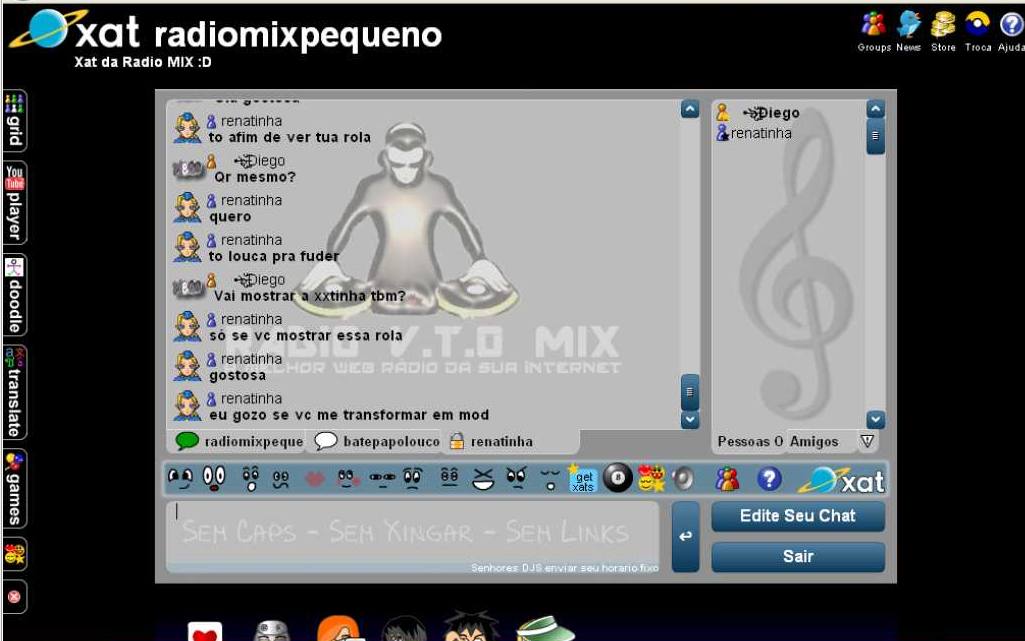 xat radiomixpequeno
Xat da Radio MIX :D
Groups News Store Troca Ajuda
grid
You Tube player
doodle
translate
games
renatinha
to afim de ver tua rola
Diego
Qr mesmo?
renatinha
quero
renatinha
to louca pra fuder
Diego
Vai mostrar a xxtinha tbm?
renatinha
só se vc mostrar essa rola
renatinha
gostosa
renatinha
eu gozo se vc me transformar em mod
RADIO V.T.O MIX
A MELHOR WEB RADIO DA SUA INTERNET
Diego
renatinha
radiomixpeque batepapolouco renatinha
Pessoas O Amigos
get xats
8
xat
SEM CAPS - SEM XINGAR - SEM LINKS
Senhores DJS enviar seu horario fixo
Edite Seu Chat
Sair